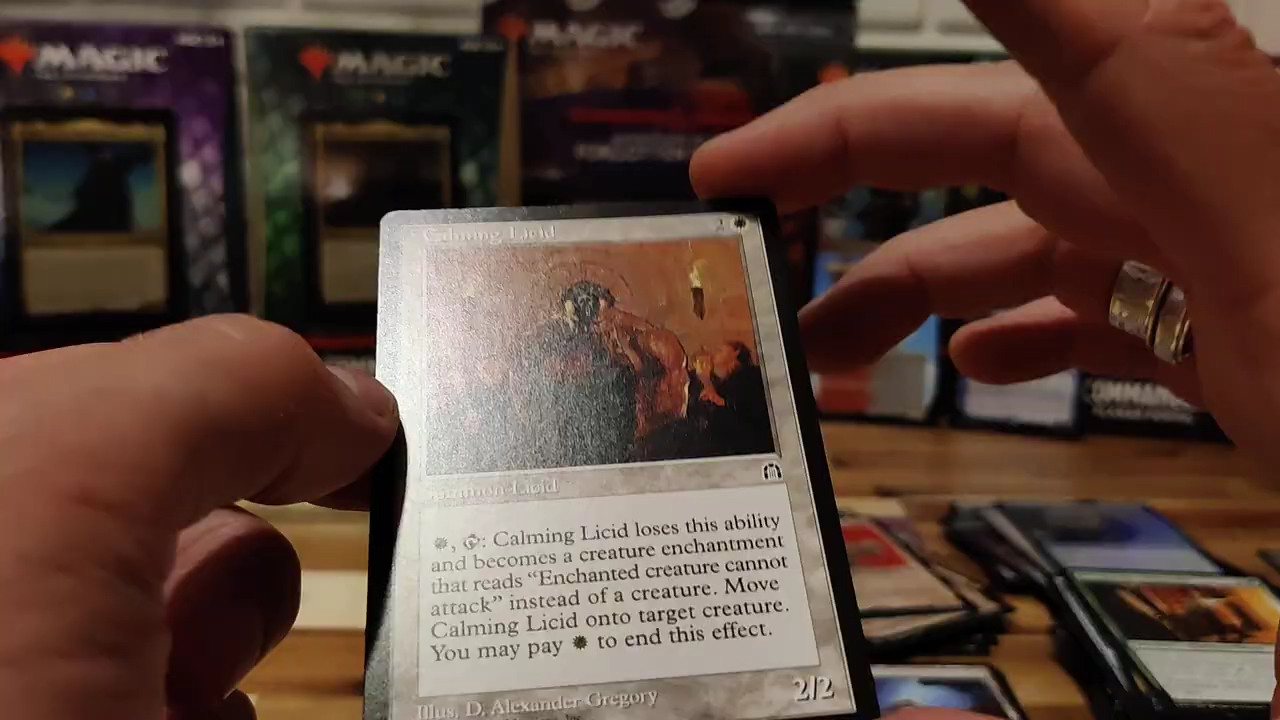 MAGIC
MAGIC
MAGIC
Calming Licid
Summon Licid
, : Calming Licid loses this ability
and becomes a creature enchantment
that reads “Enchanted creature cannot
attack” instead of a creature. Move
Calming Licid onto target creature.
You may pay to end this effect.
Illus. D. Alexander Gregory
2/2